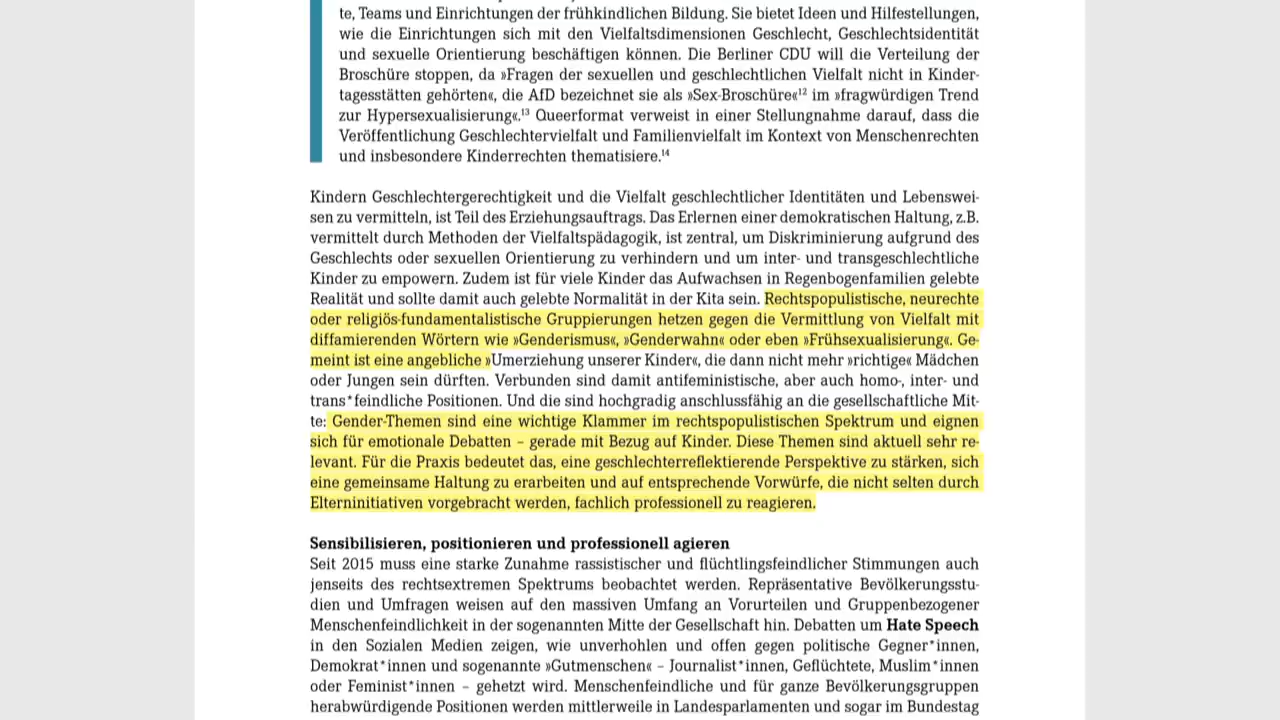 te, Teams und Einrichtungen der frühkindlichen Bildung. Sie bietet Ideen und Hilfestellungen,
wie die Einrichtungen sich mit den Vielfaltsdimensionen Geschlecht, Geschlechtsidentität
und sexuelle Orientierung beschäftigen können. Die Berliner CDU will die Verteilung der
Broschüre stoppen, da »Fragen der sexuellen und geschlechtlichen Vielfalt nicht in Kinder-
tagesstätten gehörten«, die AfD bezeichnet sie als »Sex-Broschüre«¹² im »fragwürdigen Trend
zur Hypersexualisierung«.¹³ Queerformat verweist in einer Stellungnahme darauf, dass die
Veröffentlichung Geschlechtervielfalt und Familienvielfalt im Kontext von Menschenrechten
und insbesondere Kinderrechten thematisiere.¹⁴
Kindern Geschlechtergerechtigkeit und die Vielfalt geschlechtlicher Identitäten und Lebenswei-
sen zu vermitteln, ist Teil des Erziehungsauftrags. Das Erlernen einer demokratischen Haltung, z.B.
vermittelt durch Methoden der Vielfaltspädagogik, ist zentral, um Diskriminierung aufgrund des
Geschlechts oder sexuellen Orientierung zu verhindern und um inter- und transgeschlechtliche
Kinder zu empowern. Zudem ist für viele Kinder das Aufwachsen in Regenbogenfamilien gelebte
Realität und sollte damit auch gelebte Normalität in der Kita sein. Rechtspopulistische, neurechte
oder religiös-fundamentalistische Gruppierungen hetzen gegen die Vermittlung von Vielfalt mit
diffamierenden Wörtern wie »Genderismus«, »Genderwahn« oder eben »Frühsexualisierung«. Ge-
meint ist eine angebliche »Umerziehung unserer Kinder«, die dann nicht mehr »richtige« Mädchen
oder Jungen sein dürften. Verbunden sind damit antifeministische, aber auch homo-, inter- und
trans*feindliche Positionen. Und die sind hochgradig anschlussfähig an die gesellschaftliche Mit-
te: Gender-Themen sind eine wichtige Klammer im rechtspopulistischen Spektrum und eignen
sich für emotionale Debatten – gerade mit Bezug auf Kinder. Diese Themen sind aktuell sehr re-
levant. Für die Praxis bedeutet das, eine geschlechterreflektierende Perspektive zu stärken, sich
eine gemeinsame Haltung zu erarbeiten und auf entsprechende Vorwürfe, die nicht selten durch
Elterninitiativen vorgebracht werden, fachlich professionell zu reagieren.
Sensibilisieren, positionieren und professionell agieren
Seit 2015 muss eine starke Zunahme rassistischer und flüchtlingsfeindlicher Stimmungen auch
jenseits des rechtsextremen Spektrums beobachtet werden. Repräsentative Bevölkerungsstu-
dien und Umfragen weisen auf den massiven Umfang an Vorurteilen und Gruppenbezogener
Menschenfeindlichkeit in der sogenannten Mitte der Gesellschaft hin. Debatten um Hate Speech
in den Sozialen Medien zeigen, wie unverhohlen und offen gegen politische Gegner*innen,
Demokrat*innen und sogenannte »Gutmenschen« – Journalist*innen, Geflüchtete, Muslim*innen
oder Feminist*innen – gehetzt wird. Menschenfeindliche und für ganze Bevölkerungsgruppen
herabwürdigende Positionen werden mittlerweile in Landesparlamenten und sogar im Bundestag